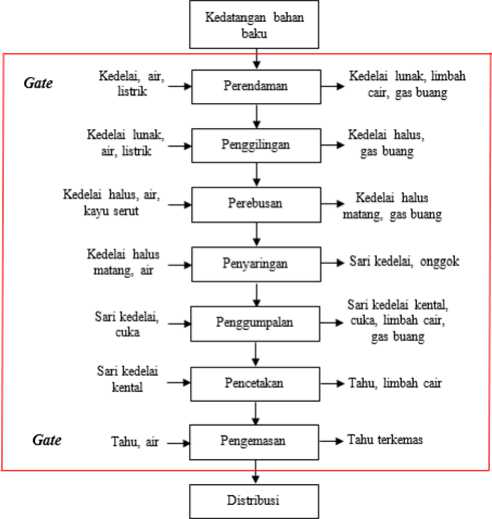 Kedatangan bahan
baku
Gate
Kedelai, air,
listrik
Perendaman
Kedelai lunak, limbah
cair, gas buang
Kedelai lunak,
air, listrik
Penggilingan
Kedelai halus,
gas buang
Kedelai halus, air,
kayu serut
Perebusan
Kedelai halus
matang, gas buang
Kedelai halus
matang, air
Penyaringan
Sari kedelai, onggok
Sari kedelai,
cuka
Penggumpalan
Sari kedelai kental,
cuka, limbah cair,
gas buang
Sari kedelai
kental
Pencetakan
Tahu, limbah cair
Gate
Tahu, air
Pengemasan
Tahu terkemas
Distribusi